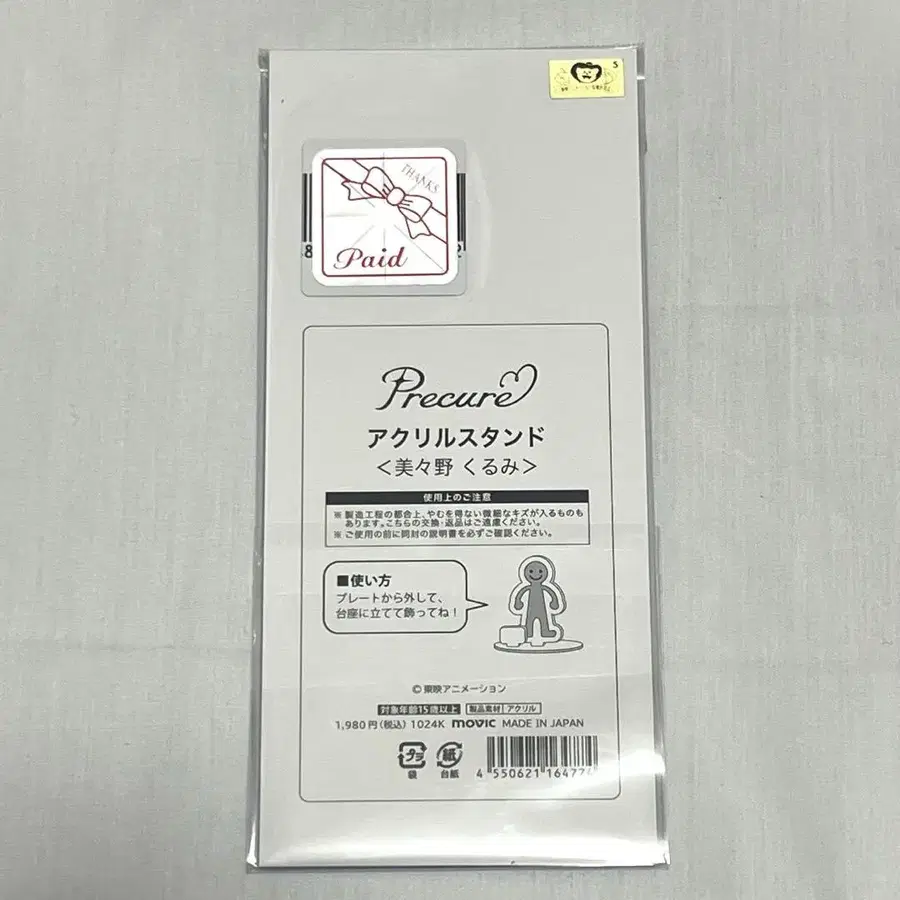 S
THANKS
Paid
8
2
Precure
アクリルスタンド
＜美々野 くるみ＞
使用上のご注意
※製造工程の都合上、やむを得ない微細なキズが入るものも
あります。こちらの交換・返品はご遠慮ください。
※ご使用の前に同封の説明書を必ずご確認ください。
■使い方
プレートから外して、
台座に立てて飾ってね！
©東映アニメーション
対象年齢15歳以上 製品素材 アクリル
1,980円(税込) 1024K movic MADE IN JAPAN
プラ 紙
袋 台紙
4 550621 16477